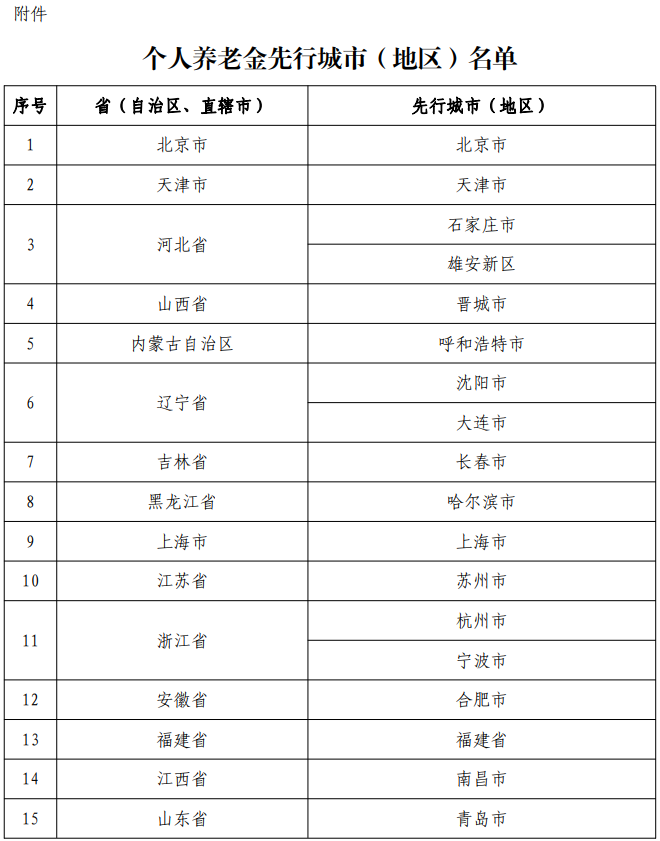 附件
个人养老金先行城市（地区）名单
序号 省（自治区、直辖市） 先行城市（地区）
1 北京市 北京市
2 天津市 天津市
3 河北省 石家庄市
雄安新区
4 山西省 晋城市
5 内蒙古自治区 呼和浩特市
6 辽宁省 沈阳市
大连市
7 吉林省 长春市
8 黑龙江省 哈尔滨市
9 上海市 上海市
10 江苏省 苏州市
11 浙江省 杭州市
宁波市
12 安徽省 合肥市
13 福建省 福建省
14 江西省 南昌市
15 山东省 青岛市